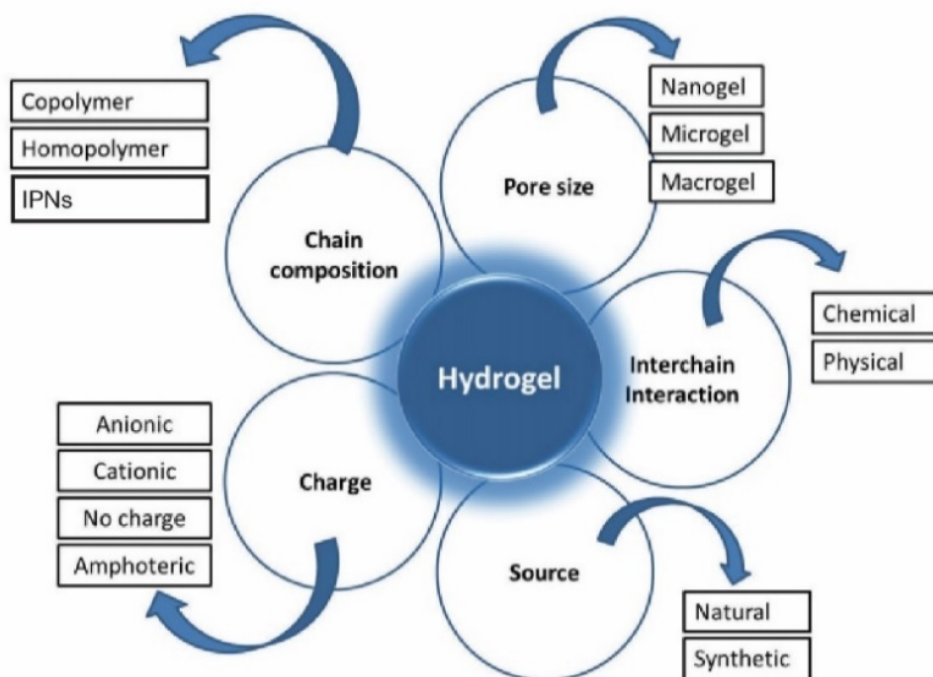 Copolymer
Homopolymer
IPNs
Chain
composition
Pore size
Nanogel
Microgel
Macrogel
Interchain
Interaction
Chemical
Physical
Hydrogel
Charge
Anionic
Cationic
No charge
Amphoteric
Source
Natural
Synthetic